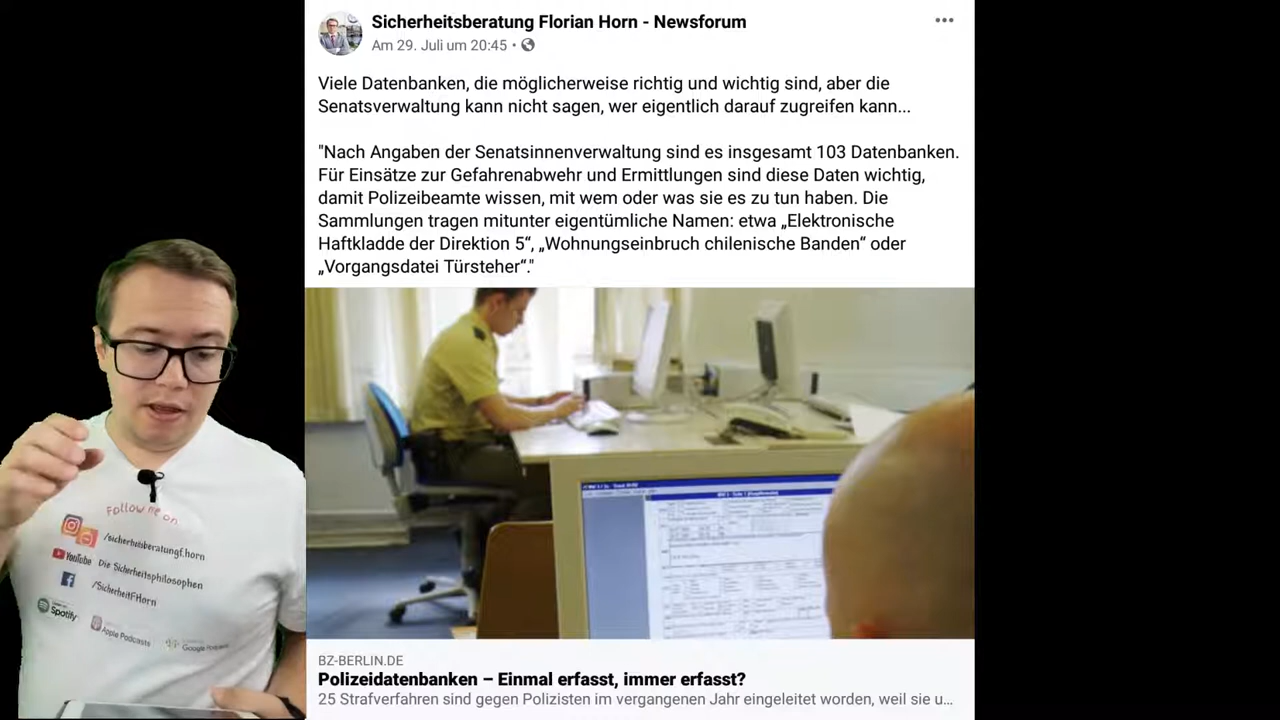 Sicherheitsberatung Florian Horn - Newsforum
Am 29. Juli um 20:45 •
Viele Datenbanken, die möglicherweise richtig und wichtig sind, aber die
Senatsverwaltung kann nicht sagen, wer eigentlich darauf zugreifen kann...
"Nach Angaben der Senatsinnenverwaltung sind es insgesamt 103 Datenbanken.
Für Einsätze zur Gefahrenabwehr und Ermittlungen sind diese Daten wichtig,
damit Polizeibeamte wissen, mit wem oder was sie es zu tun haben. Die
Sammlungen tragen mitunter eigentümliche Namen: etwa „Elektronische
Haftkladde der Direktion 5“, „Wohnungseinbruch chilenische Banden“ oder
„Vorgangsdatei Türsteher“."
Follow me on
/sicherheitsberatungf.horn
YouTube Die Sicherheitsphilosophen
/SicherheitFHorn
Spotify
Apple Podcasts
Google
BZ-BERLIN.DE
Polizeidatenbanken – Einmal erfasst, immer erfasst?
25 Strafverfahren sind gegen Polizisten im vergangenen Jahr eingeleitet worden, weil sie u...